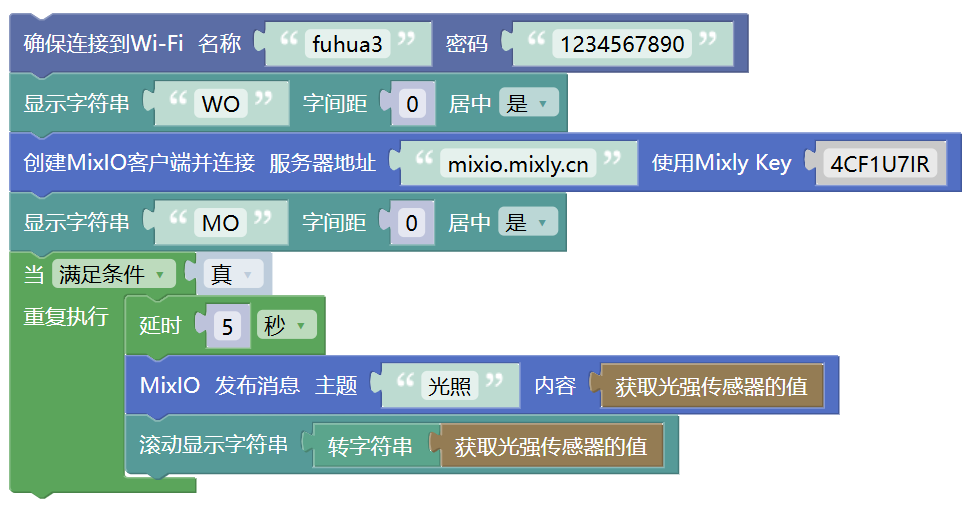 确保连接到Wi-Fi 名称 “ fuhua3 ” 密码 “ 1234567890 ”
显示字符串 “ WO ” 字间距 0 居中 是
创建MixIO客户端并连接 服务器地址 “ mixio.mixly.cn ” 使用Mixly Key 4CF1U7IR
显示字符串 “ MO ” 字间距 0 居中 是
当 满足条件 真
重复执行
延时 5 秒
MixIO 发布消息 主题 “ 光照 ” 内容 获取光强传感器的值
滚动显示字符串 转字符串 获取光强传感器的值